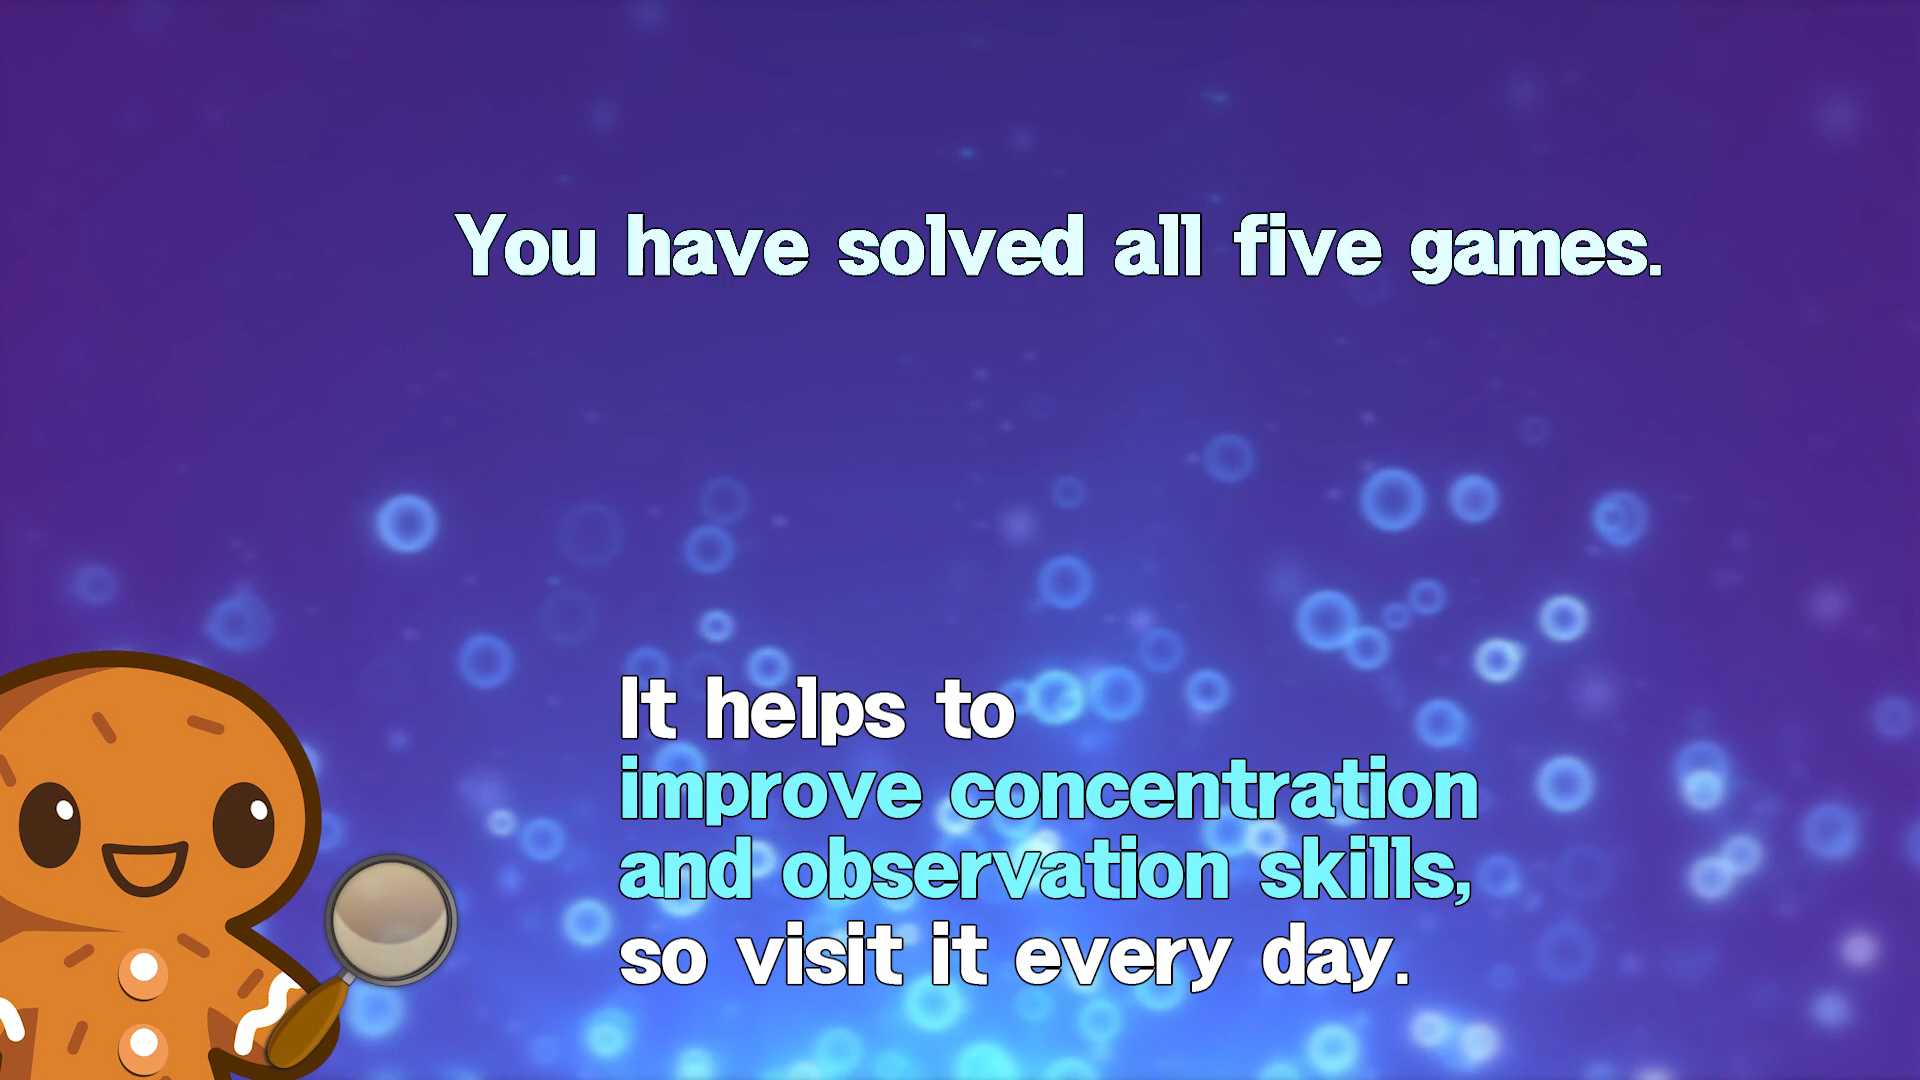 You have solved all five games.
It helps to
improve concentration
and observation skills,
so visit it every day.